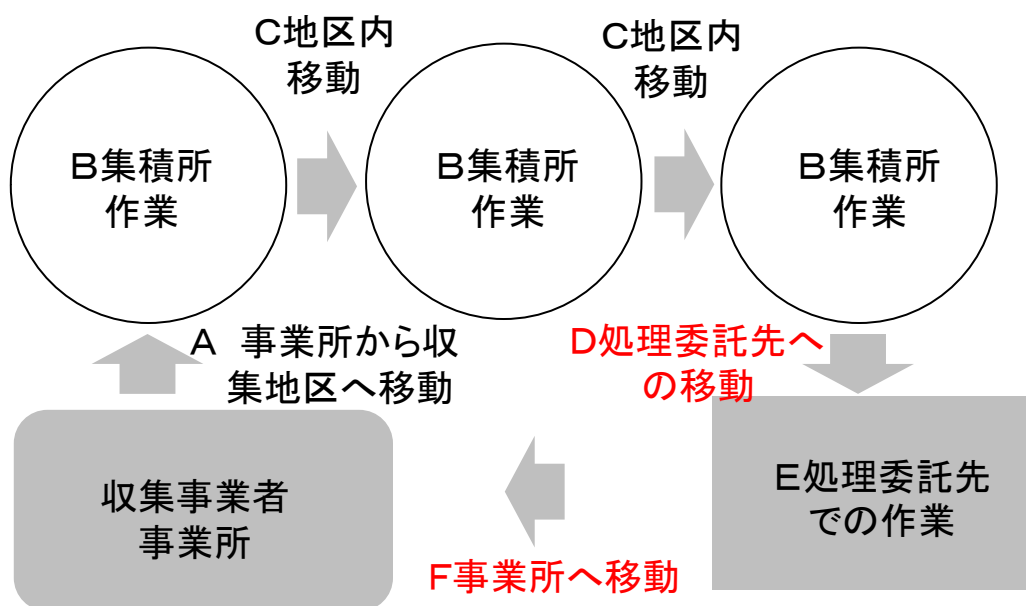 C地区内
移動
C地区内
移動
B集積所
作業
B集積所
作業
B集積所
作業
A　事業所から収
集地区へ移動
D処理委託先へ
の移動
収集事業者
事業所
E処理委託先
での作業
F事業所へ移動